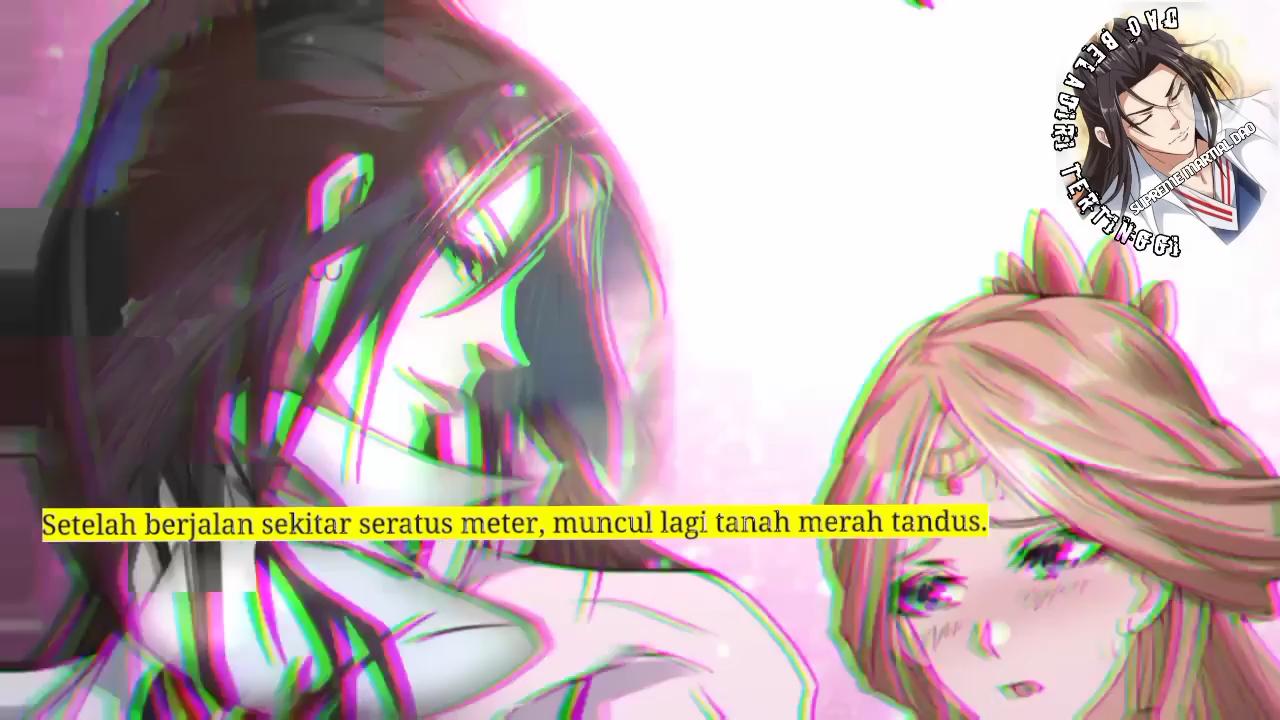 DAO BELADIRI TERTINGGI
SUPREME MARTIAL DAO
Setelah berjalan sekitar seratus meter, muncul lagi tanah merah tandus.